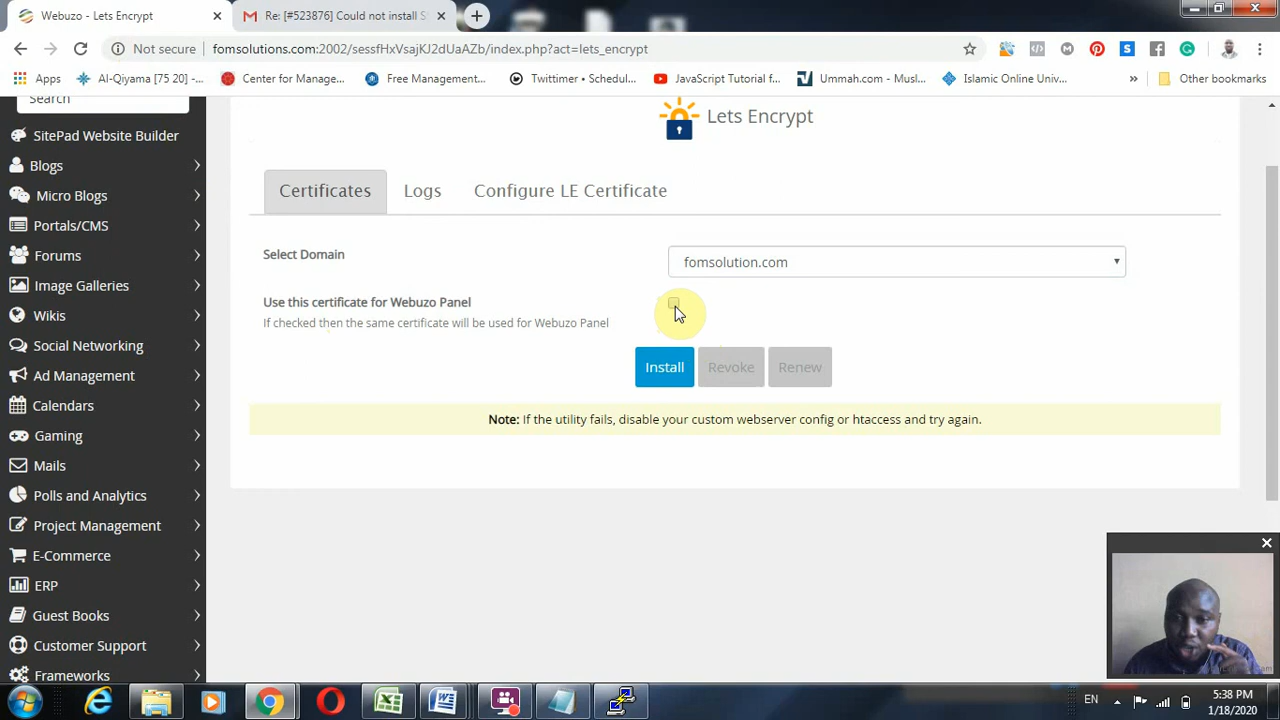 Webuzo - Lets Encrypt
Re: [#523876] Could not install S
Not secure
fomsolutions.com:2002/sessfHxVsajKJ2dUaAZb/index.php?act=lets_encrypt
Apps
Al-Qiyama [75 20] -...
Center for Manage...
Free Management...
Twittimer • Schedul...
JavaScript Tutorial f...
Ummah.com - Musl...
Islamic Online Univ...
»
Other bookmarks
Search
SitePad Website Builder
Blogs
Micro Blogs
Portals/CMS
Forums
Image Galleries
Wikis
Social Networking
Ad Management
Calendars
Gaming
Mails
Polls and Analytics
Project Management
E-Commerce
ERP
Guest Books
Customer Support
Frameworks
Lets Encrypt
Certificates
Logs
Configure LE Certificate
Select Domain
fomsolution.com
Use this certificate for Webuzo Panel
If checked then the same certificate will be used for Webuzo Panel
Install
Revoke
Renew
Note: If the utility fails, disable your custom webserver config or htaccess and try again.
EN
5:38 PM
1/18/2020